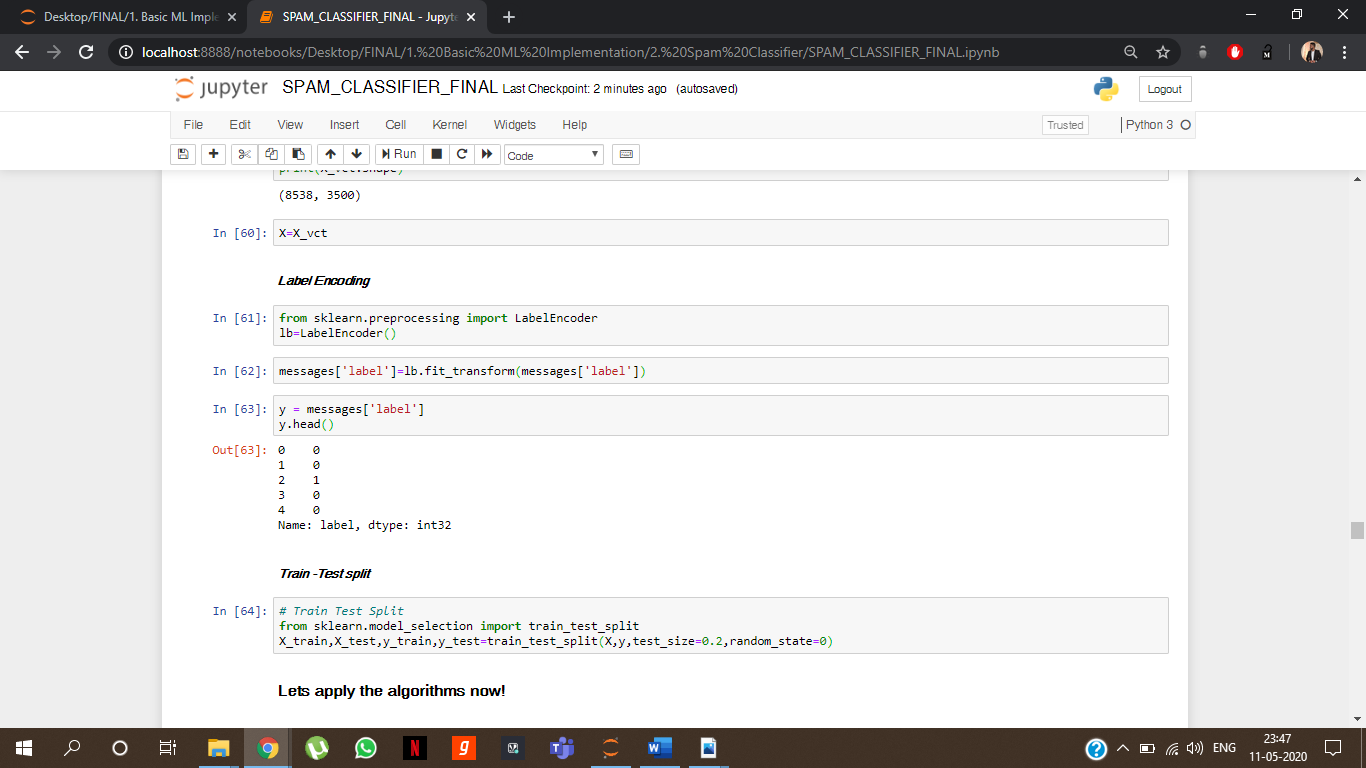 Desktop/FINAL/1. Basic ML Imple
SPAM_CLASSIFIER_FINAL - Jupyte
localhost:8888/notebooks/Desktop/FINAL/1.%20Basic%20ML%20Implementation/2.%20Spam%20Classifier/SPAM_CLASSIFIER_FINAL.ipynb
jupyter SPAM_CLASSIFIER_FINAL Last Checkpoint: 2 minutes ago (autosaved)
Logout
File Edit View Insert Cell Kernel Widgets Help
Trusted Python 3
Run Code
print(X_vct.shape)
(8538, 3500)
In [60]: X=X_vct
Label Encoding
In [61]: from sklearn.preprocessing import LabelEncoder
lb=LabelEncoder()
In [62]: messages['label']=lb.fit_transform(messages['label'])
In [63]: y = messages['label']
y.head()
Out[63]: 0 0
1 0
2 1
3 0
4 0
Name: label, dtype: int32
Train -Test split
In [64]: # Train Test Split
from sklearn.model_selection import train_test_split
X_train,X_test,y_train,y_test=train_test_split(X,y,test_size=0.2,random_state=0)
Lets apply the algorithms now!
ENG
23:47
11-05-2020